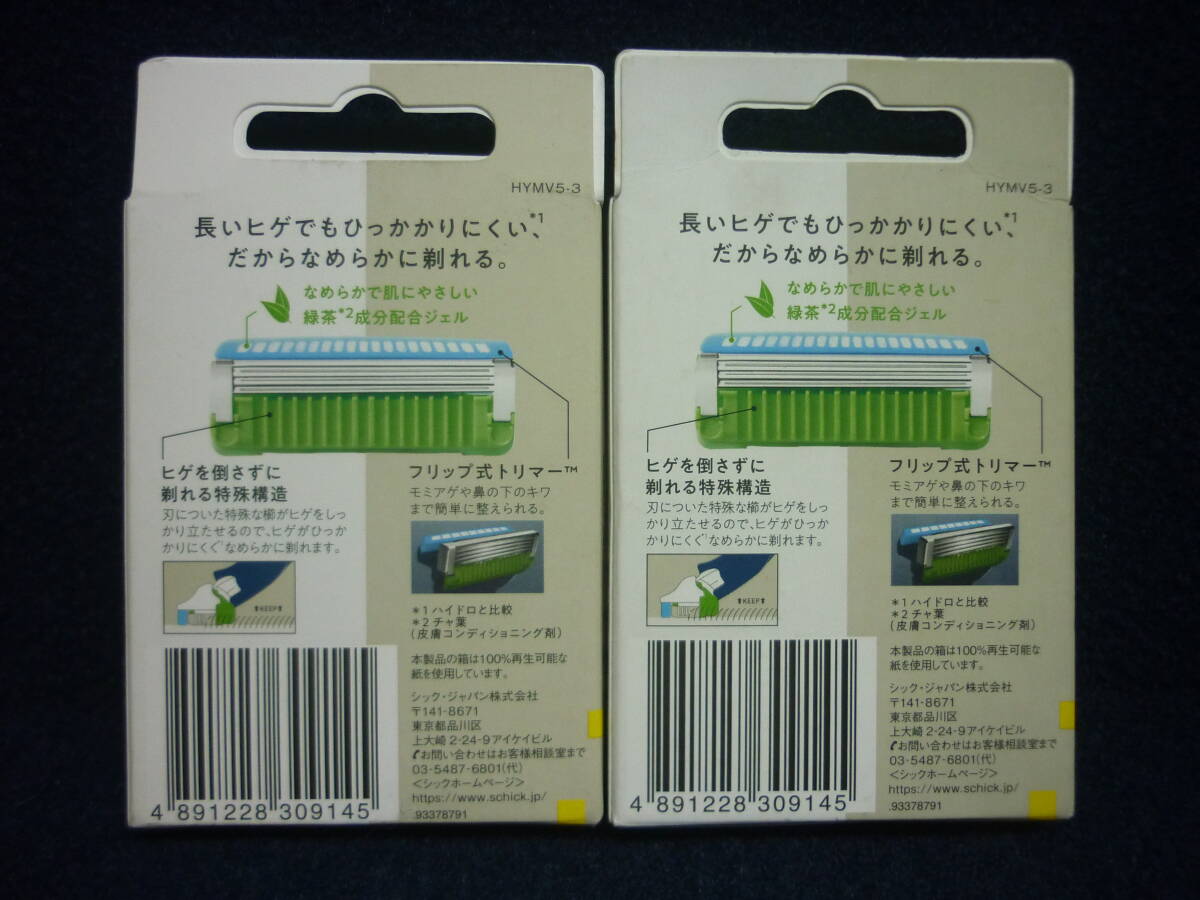 HYMV5-3
長いヒゲでもひっかかりにくい、*1
だからなめらかに剃れる。
なめらかで肌にやさしい
緑茶*2成分配合ジェル
ヒゲを倒さずに
剃れる特殊構造
刃についた特殊な櫛がヒゲをしっ
かり立たせるので、ヒゲがひっか
かりにくく*1なめらかに剃れます。
KEEP
フリップ式トリマー™
モミアゲや鼻の下のキワ
まで簡単に整えられる。
*1 ハイドロと比較
*2 チャ葉
(皮膚コンディショニング剤)
本製品の箱は100%再生可能な
紙を使用しています。
シック・ジャパン株式会社
〒141-8671
東京都品川区
上大崎 2-24-9アイケイビル
お問い合わせはお客様相談室まで
03-5487-6801(代)
<シックホームページ>
https://www.schick.jp/
.93378791
4 891228 309145
HYMV5-3
長いヒゲでもひっかかりにくい、*1
だからなめらかに剃れる。
なめらかで肌にやさしい
緑茶*2成分配合ジェル
ヒゲを倒さずに
剃れる特殊構造
刃についた特殊な櫛がヒゲをしっ
かり立たせるので、ヒゲがひっか
かりにくく*1なめらかに剃れます。
KEEP
フリップ式トリマー™
モミアゲや鼻の下のキワ
まで簡単に整えられる。
*1 ハイドロと比較
*2 チャ葉
(皮膚コンディショニング剤)
本製品の箱は100%再生可能な
紙を使用しています。
シック・ジャパン株式会社
〒141-8671
東京都品川区
上大崎 2-24-9アイケイビル
お問い合わせはお客様相談室まで
03-5487-6801(代)
<シックホームページ>
https://www.schick.jp/
.93378791
4 891228 309145